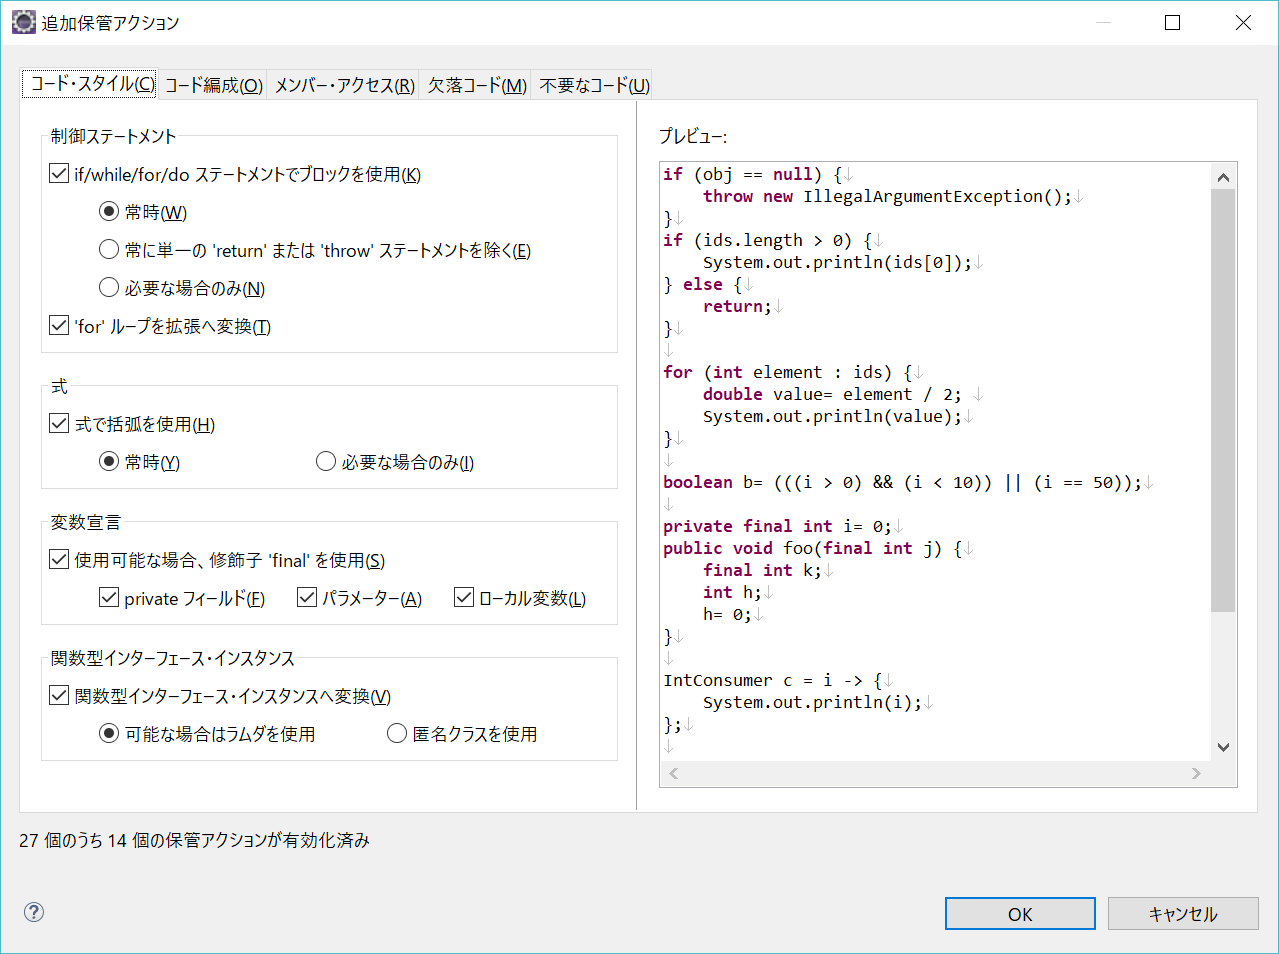 追加保管アクション
コード・スタイル(C) コード編成(O) メンバー・アクセス(R) 欠落コード(M) 不要なコード(U)
制御ステートメント
if/while/for/do ステートメントでブロックを使用(K)
常時(W)
常に単一の 'return' または 'throw' ステートメントを除く(E)
必要な場合のみ(N)
'for' ループを拡張へ変換(T)
式
式で括弧を使用(H)
常時(Y) 必要な場合のみ(I)
変数宣言
使用可能な場合、修飾子 'final' を使用(S)
private フィールド(F) パラメーター(A) ローカル変数(L)
関数型インターフェース・インスタンス
関数型インターフェース・インスタンスへ変換(V)
可能な場合はラムダを使用 匿名クラスを使用
プレビュー:
if (obj == null) {↓
    throw new IllegalArgumentException();↓
}↓
if (ids.length > 0) {↓
    System.out.println(ids[0]);↓
} else {↓
    return;↓
}↓
↓
for (int element : ids) {↓
    double value= element / 2; ↓
    System.out.println(value);↓
}↓
↓
boolean b= (((i > 0) && (i < 10)) || (i == 50));↓
↓
private final int i= 0;↓
public void foo(final int j) {↓
    final int k;↓
    int h;↓
    h= 0;↓
}↓
↓
IntConsumer c = i -> {↓
    System.out.println(i);↓
};↓
↓
27 個のうち 14 個の保管アクションが有効化済み
?
OK キャンセル